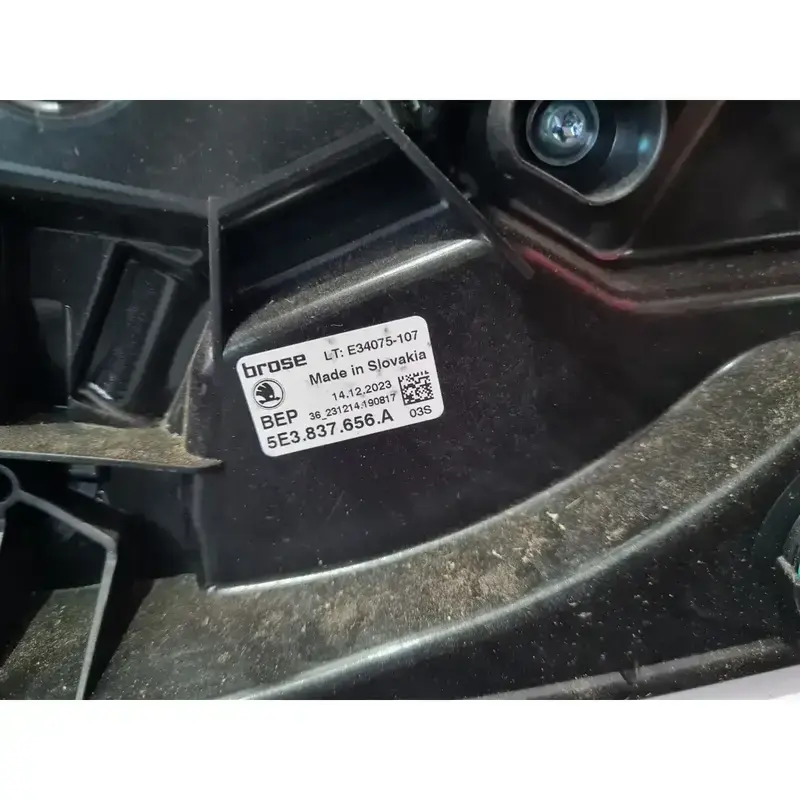 brose LT: E34075-107
Made in Slovakia
14.12.2023
BEP 36_231214.190817
5E3.837.656.A 03S